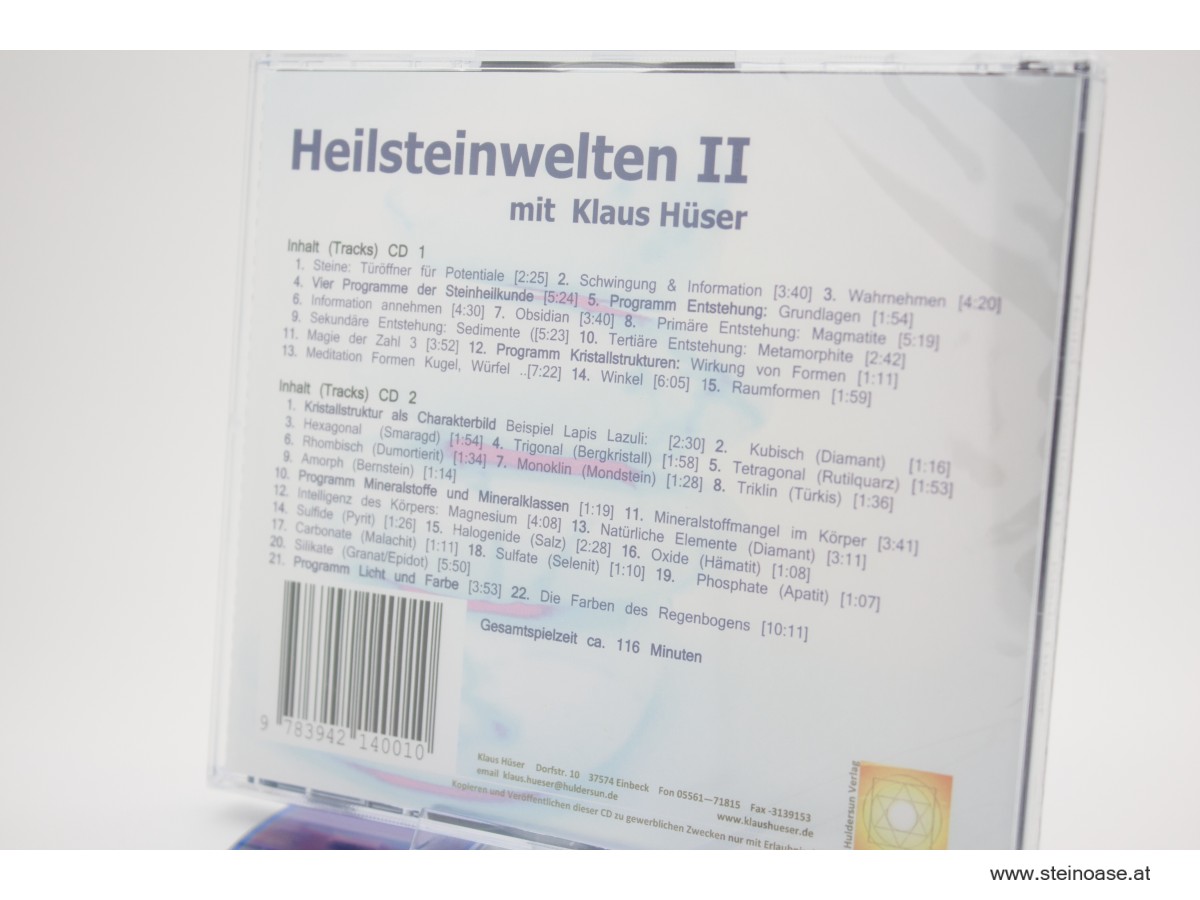 Heilsteinwelten II
mit Klaus Hüser
Inhalt (Tracks) CD 1
1. Steine: Türöffner für Potentiale [2:25] 2. Schwingung & Information [3:40] 3. Wahrnehmen [4:20]
4. Vier Programme der Steinheilkunde [5:24] 5. Programm Entstehung: Grundlagen [1:54]
6. Information annehmen [4:30] 7. Obsidian [3:40] 8. Primäre Entstehung: Magmatite [5:19]
9. Sekundäre Entstehung: Sedimente ([5:23] 10. Tertiäre Entstehung: Metamorphite [2:42]
11. Magie der Zahl 3 [3:52] 12. Programm Kristallstrukturen: Wirkung von Formen [1:11]
13. Meditation Formen Kugel, Würfel ..[7:22] 14. Winkel [6:05] 15. Raumformen [1:59]
Inhalt (Tracks) CD 2
1. Kristallstruktur als Charakterbild Beispiel Lapis Lazuli: [2:30] 2. Kubisch (Diamant) [1:16]
3. Hexagonal (Smaragd) [1:54] 4. Trigonal (Bergkristall) [1:58] 5. Tetragonal (Rutilquarz) [1:53]
6. Rhombisch (Dumortierit) [1:34] 7. Monoklin (Mondstein) [1:28] 8. Triklin (Türkis) [1:36]
9. Amorph (Bernstein) [1:14]
10. Programm Mineralstoffe und Mineralklassen [1:19] 11. Mineralstoffmangel im Körper [3:41]
12. Intelligenz des Körpers: Magnesium [4:08] 13. Natürliche Elemente (Diamant) [3:11]
14. Sulfide (Pyrit) [1:26] 15. Halogenide (Salz) [2:28] 16. Oxide (Hämatit) [1:08]
17. Carbonate (Malachit) [1:11] 18. Sulfate (Selenit) [1:10] 19. Phosphate (Apatit) [1:07]
20. Silikate (Granat/Epidot) [5:50]
21. Programm Licht und Farbe [3:53] 22. Die Farben des Regenbogens [10:11]
Gesamtspielzeit ca. 116 Minuten
9 783942 140010
Klaus Hüser Dorfstr. 10 37574 Einbeck Fon 05561—71815 Fax -3139153
email klaus.hueser@huldersun.de www.klaushueser.de
Kopieren und Veröffentlichen dieser CD zu gewerblichen Zwecken nur mit
Huldersun Verlag
www.steinoase.at